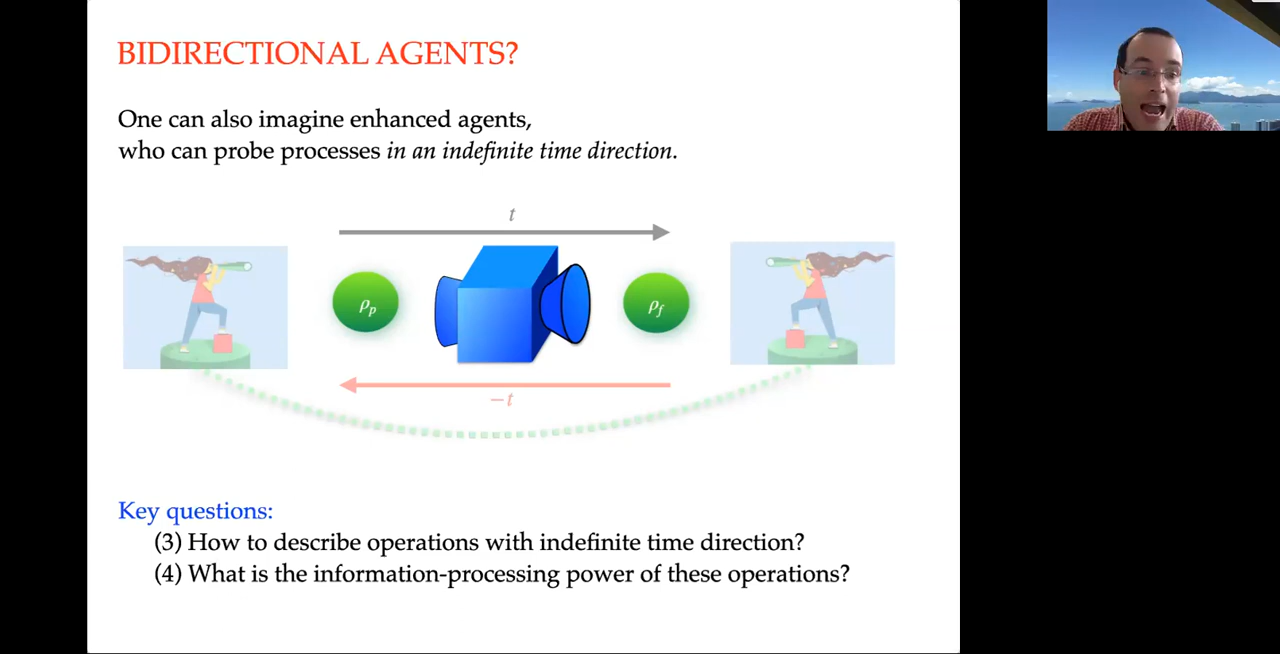 BIDIRECTIONAL AGENTS?
One can also imagine enhanced agents,
who can probe processes in an indefinite time direction.
t
ρp
ρf
−t
Key questions:
(3) How to describe operations with indefinite time direction?
(4) What is the information-processing power of these operations?